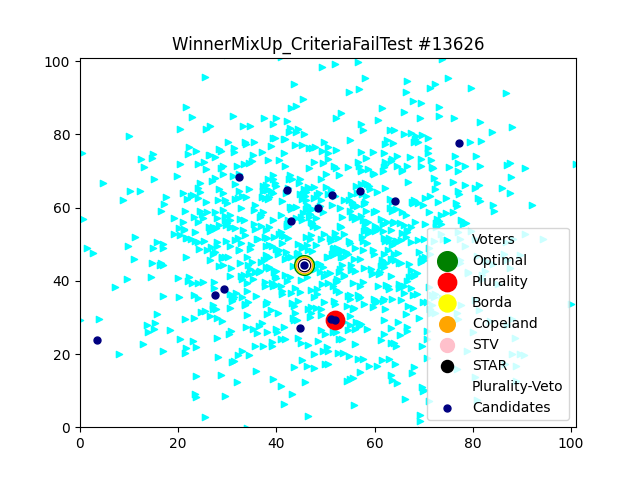 WinnerMixUp_CriteriaFailTest #13626
100
80
60
40
20
0
0
20
40
60
80
100
Voters
Optimal
Plurality
Borda
Copeland
STV
STAR
Plurality-Veto
Candidates